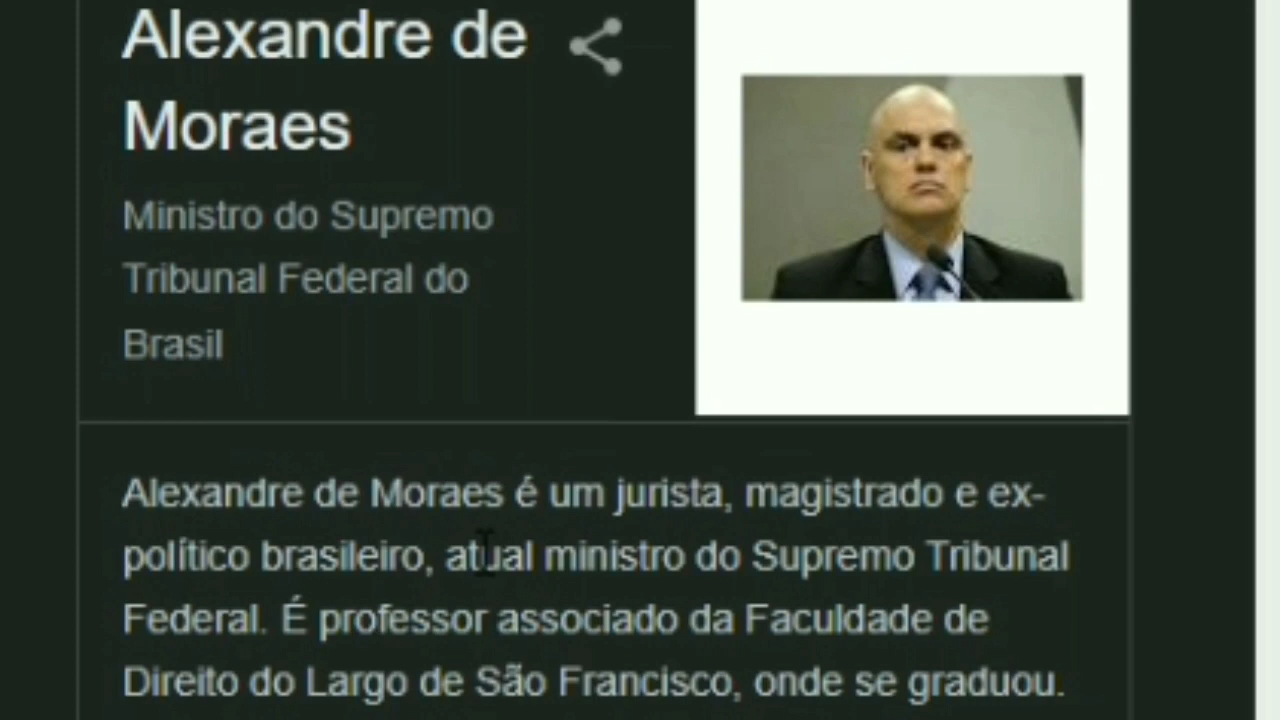 Alexandre de
Moraes
Ministro do Supremo
Tribunal Federal do
Brasil
Alexandre de Moraes é um jurista, magistrado e ex-
político brasileiro, atual ministro do Supremo Tribunal
Federal. É professor associado da Faculdade de
Direito do Largo de São Francisco, onde se graduou.